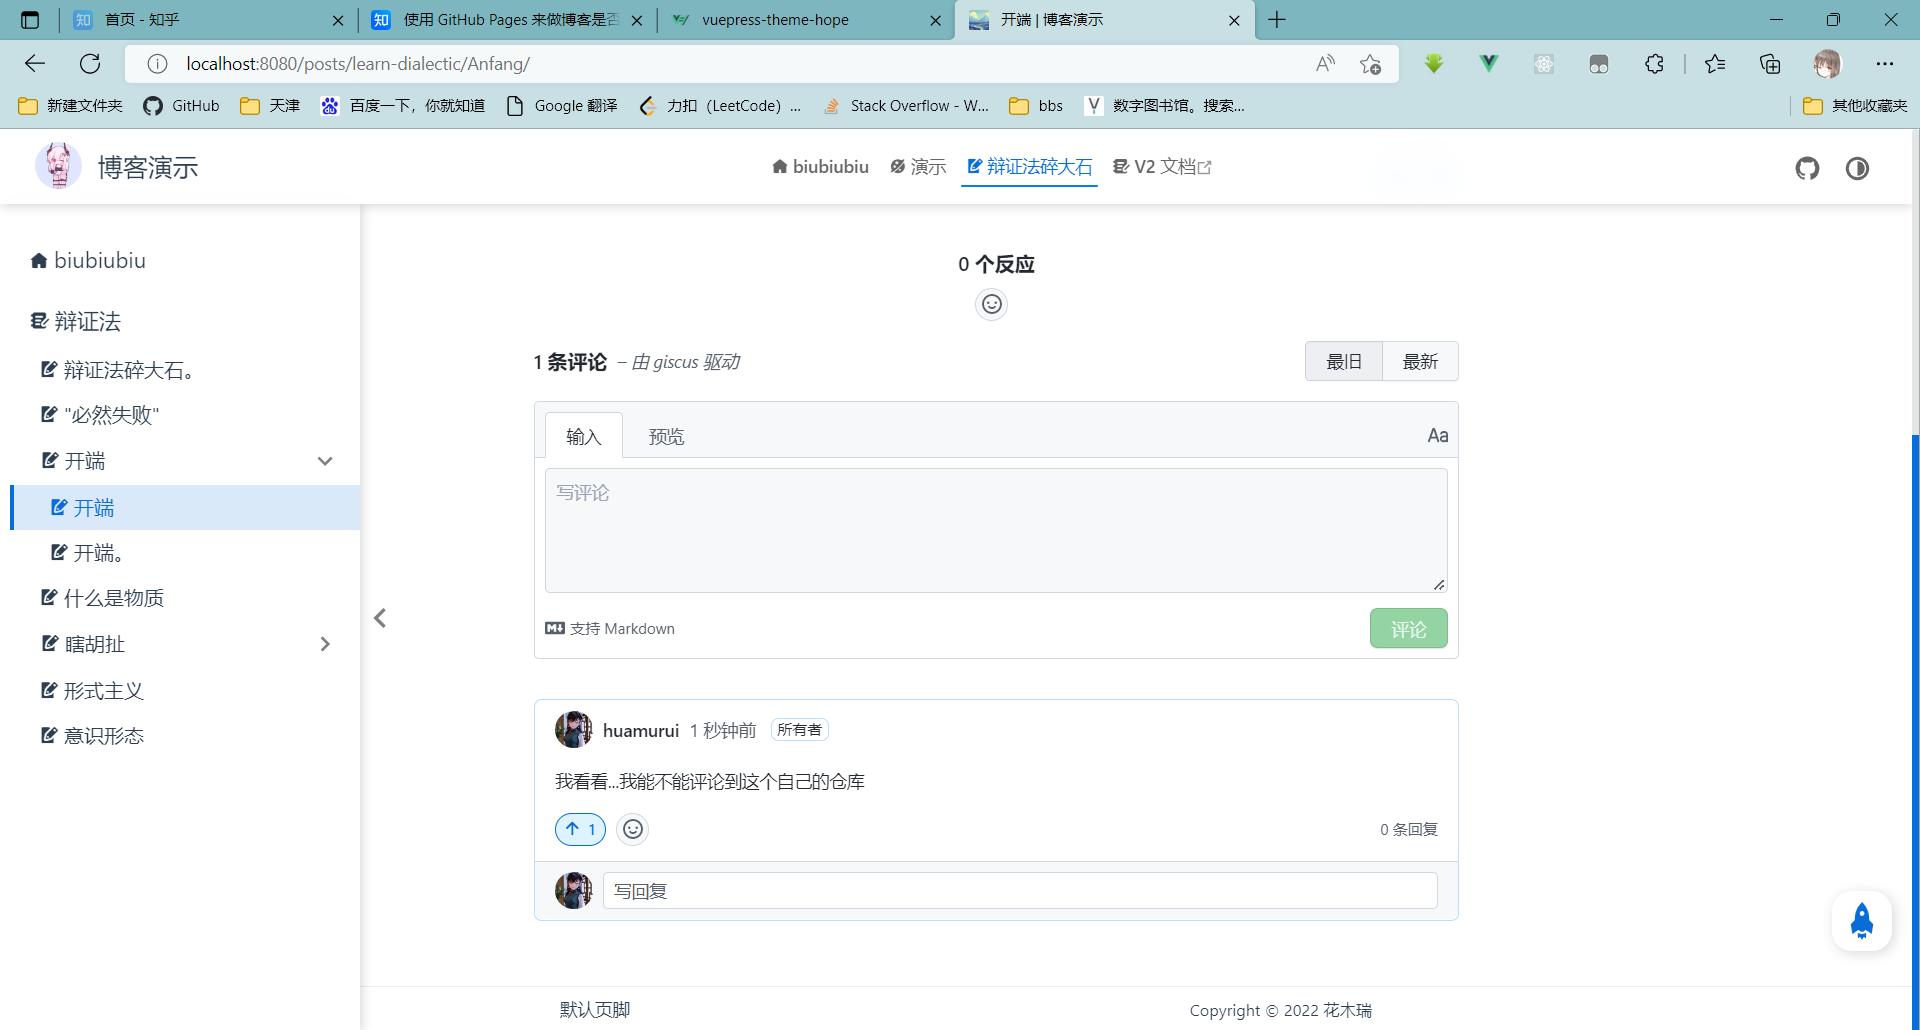 首页 - 知乎
使用 GitHub Pages 来做博客是否
vuepress-theme-hope
开端 | 博客演示
localhost:8080/posts/learn-dialectic/Anfang/
新建文件夹
GitHub
天津
百度一下，你就知道
Google 翻译
力扣（LeetCode）...
Stack Overflow - W...
bbs
数字图书馆。搜索...
其他收藏夹
博客演示
biubiubiu
演示
辩证法碎大石
V2 文档
biubiubiu
辩证法
辩证法碎大石。
"必然失败"
开端
开端
开端。
什么是物质
瞎胡扯
形式主义
意识形态
0 个反应
1 条评论 – 由 giscus 驱动
最旧
最新
输入
预览
Aa
写评论
支持 Markdown
评论
huamurui 1 秒钟前 所有者
我看看...我能不能评论到这个自己的仓库
1
0 条回复
写回复
默认页脚
Copyright © 2022 花木瑞